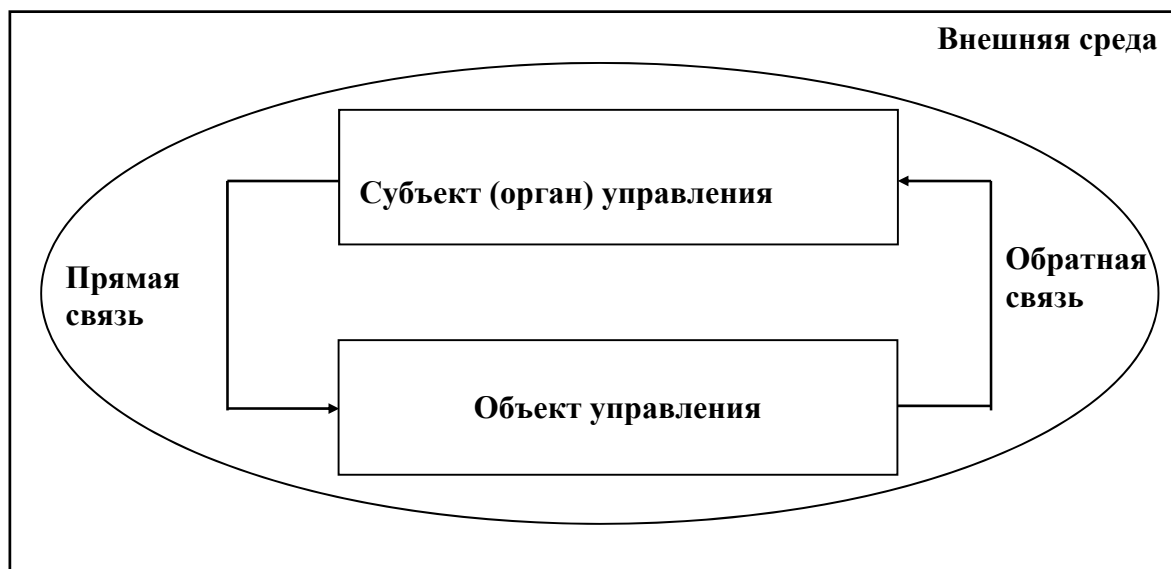 Внешняя среда
Субъект (орган) управления
Прямая
связь
Обратная
связь
Объект управления